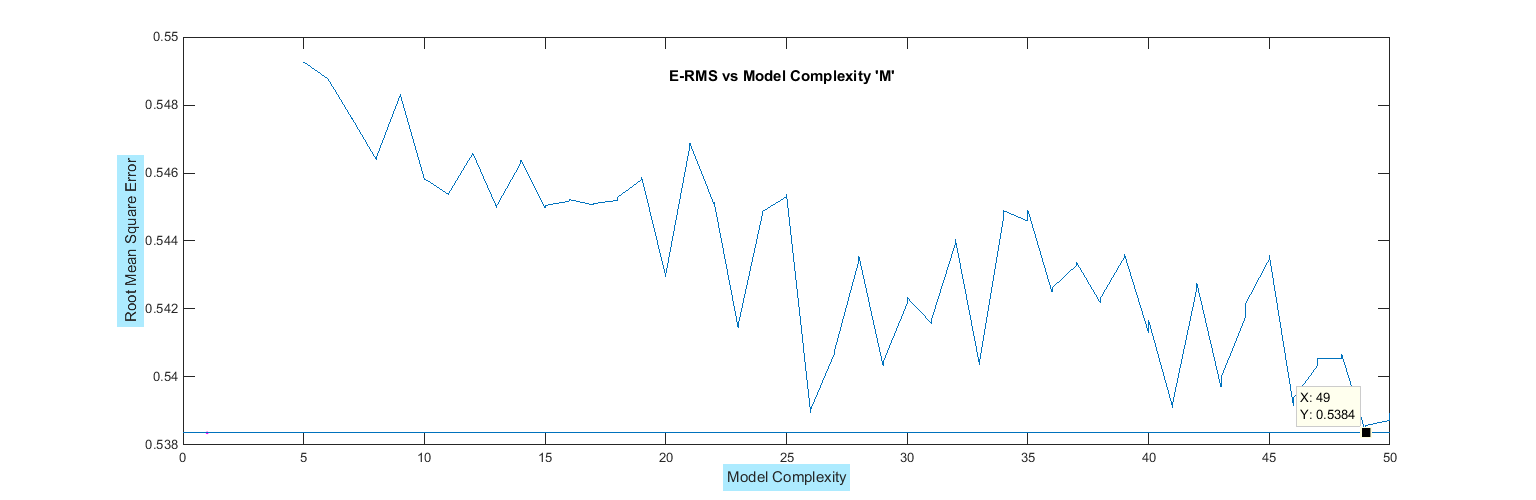 E-RMS vs Model Complexity 'M'
Root Mean Square Error
0.55
0.548
0.546
0.544
0.542
0.54
0.538
X: 49
Y: 0.5384
0 5 10 15 20 25 30 35 40 45 50
Model Complexity